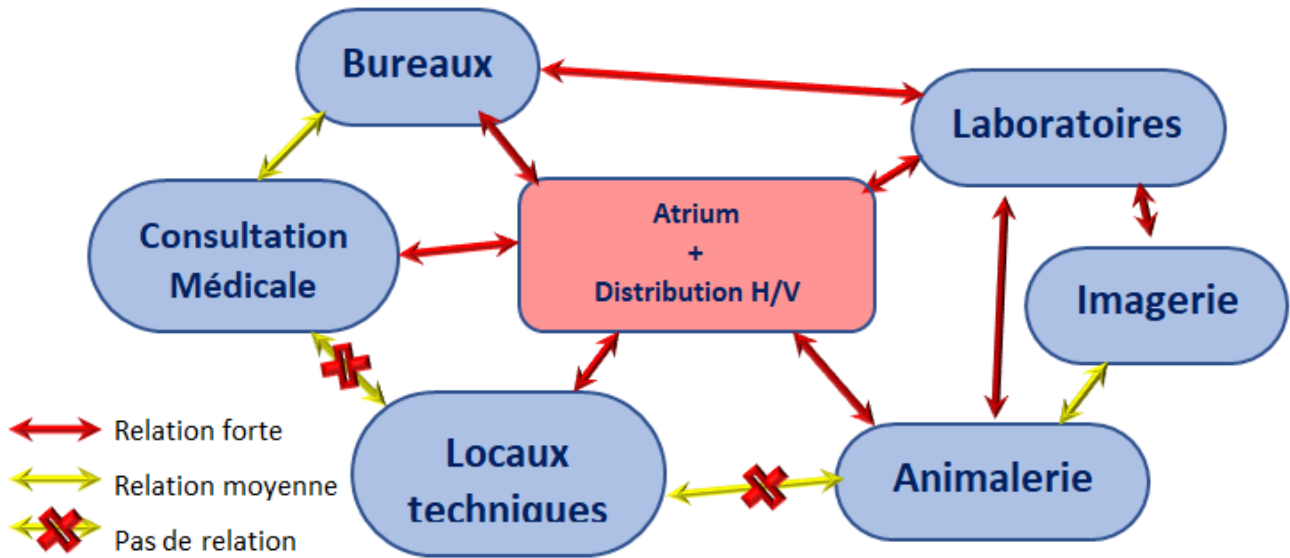 Bureaux
Laboratoires
Atrium
+
Distribution H/V
Consultation
Médicale
Imagerie
Locaux
techniques
Animalerie
Relation forte
Relation moyenne
Pas de relation